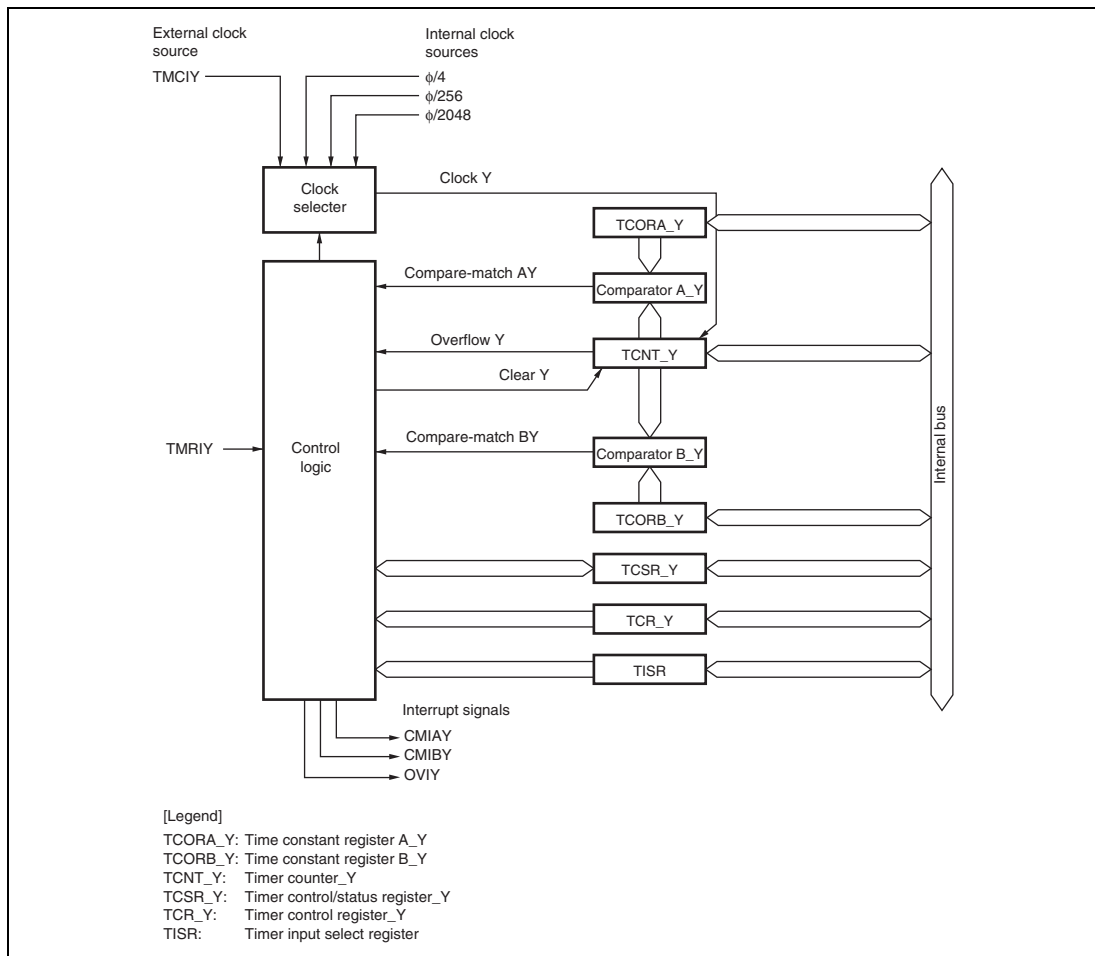 External clock
source
TMCIY
Internal clock
sources
ϕ/4
ϕ/256
ϕ/2048
Clock
selecter
Clock Y
TCORA_Y
Compare-match AY
Comparator A_Y
Overflow Y
TCNT_Y
Clear Y
TMRIY
Control
logic
Compare-match BY
Comparator B_Y
TCORB_Y
TCSR_Y
TCR_Y
TISR
Internal bus
Interrupt signals
CMIAY
CMIBY
OVIY
[Legend]
TCORA_Y: Time constant register A_Y
TCORB_Y: Time constant register B_Y
TCNT_Y: Timer counter_Y
TCSR_Y: Timer control/status register_Y
TCR_Y: Timer control register_Y
TISR: Timer input select register